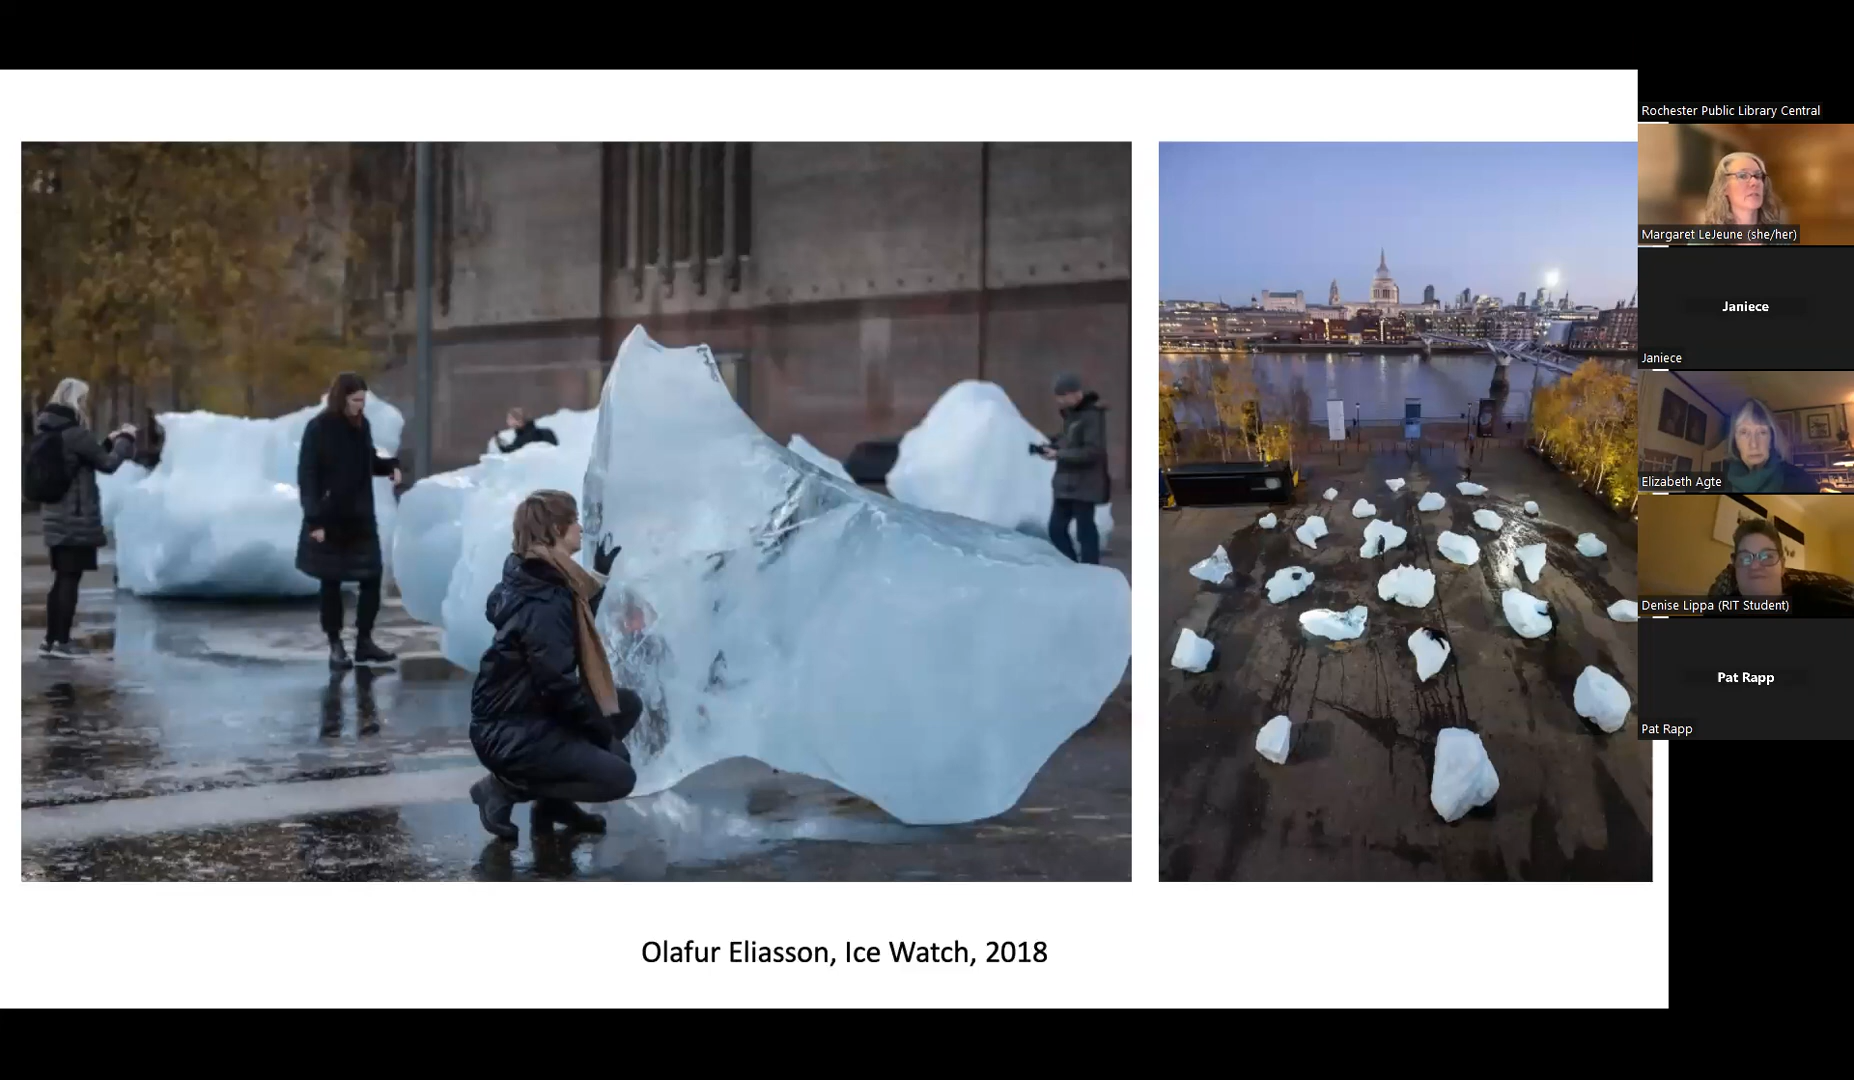 Rochester Public Library Central
Margaret LeJeune (she/her)
Janiece
Janiece
Elizabeth Agte
Denise Lippa (RIT Student)
Pat Rapp
Pat Rapp
Olafur Eliasson, Ice Watch, 2018